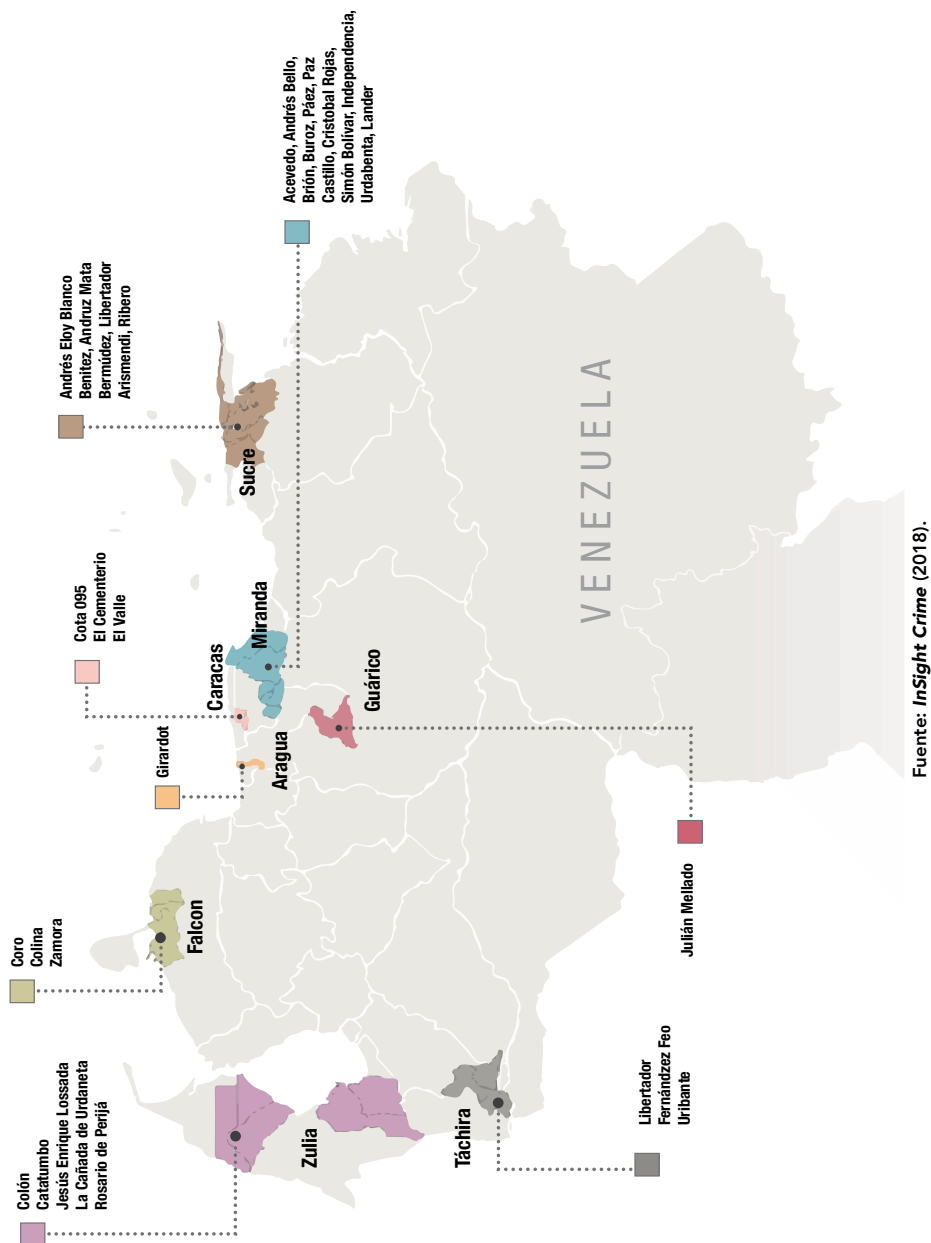 Colón
Catatumbo
Jesús Enrique Lossada
La Cañada de Urdaneta
Rosario de Perijá
Coro
Colina
Zamora
Girardot
Cota 095
El Cementerio
El Valle
Andrés Eloy Blanco
Benitez, Andruz Mata
Bermúdez, Libertador
Arismendi, Ribero
Acevedo, Andrés Bello,
Brión, Buroz, Páez, Paz
Castillo, Cristobal Rojas,
Simón Bolívar, Independencia,
Urdabenta, Lander
Zulia
Falcon
Aragua
Caracas
Miranda
Sucre
Guárico
Táchira
VENEZUELA
Libertador
Fernándzez Feo
Uribante
Julián Mellado
Fuente: InSight Crime (2018).